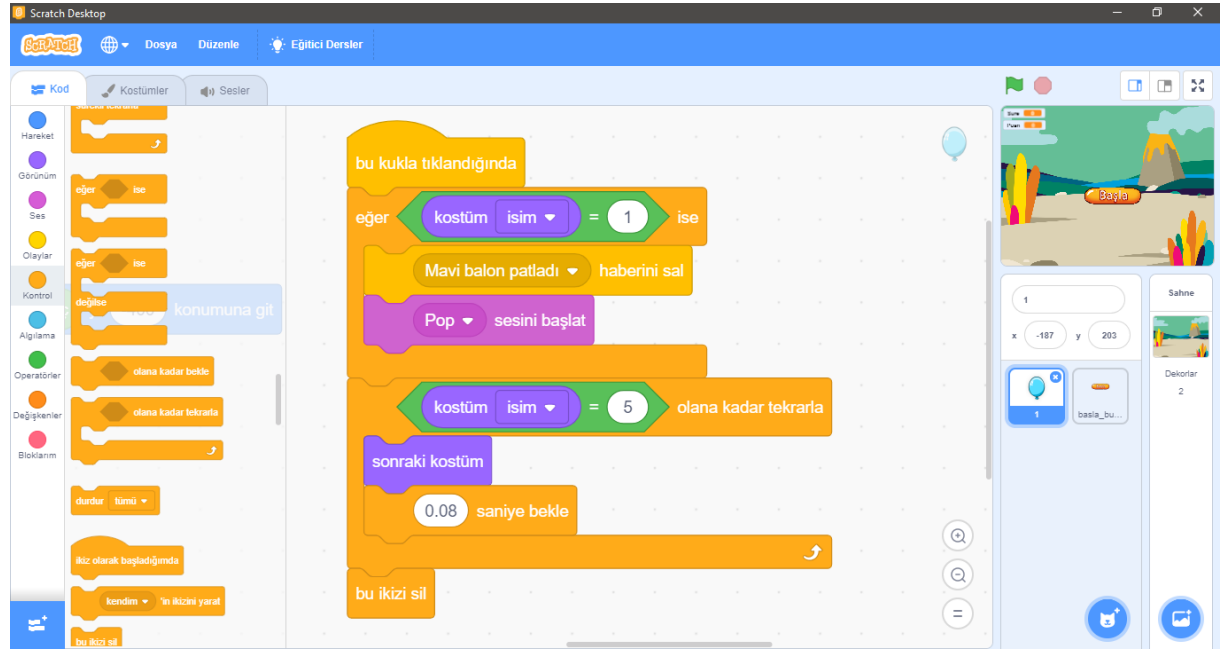 Scratch Desktop
SCRATCH Dosya Düzenle Eğitici Dersler
Kod Kostümler Sesler
Hareket
Görünüm
Ses
Olaylar
Kontrol
Algılama
Operatörler
Değişkenler
Bloklarım
eğer ise
eğer ise
değilse
olana kadar bekle
olana kadar tekrarla
durdur tümü
ikiz olarak başladığımda
kendim 'in ikizini yarat
bu ikizi sil
konumuna git
bu kukla tıklandığında
eğer kostüm isim = 1 ise
Mavi balon patladı haberini sal
Pop sesini başlat
kostüm isim = 5 olana kadar tekrarla
sonraki kostüm
0.08 saniye bekle
bu ikizi sil
Süre
Puan
Başla
1
x -187 y 203
1
basla_bu...
Sahne
Dekorlar
2